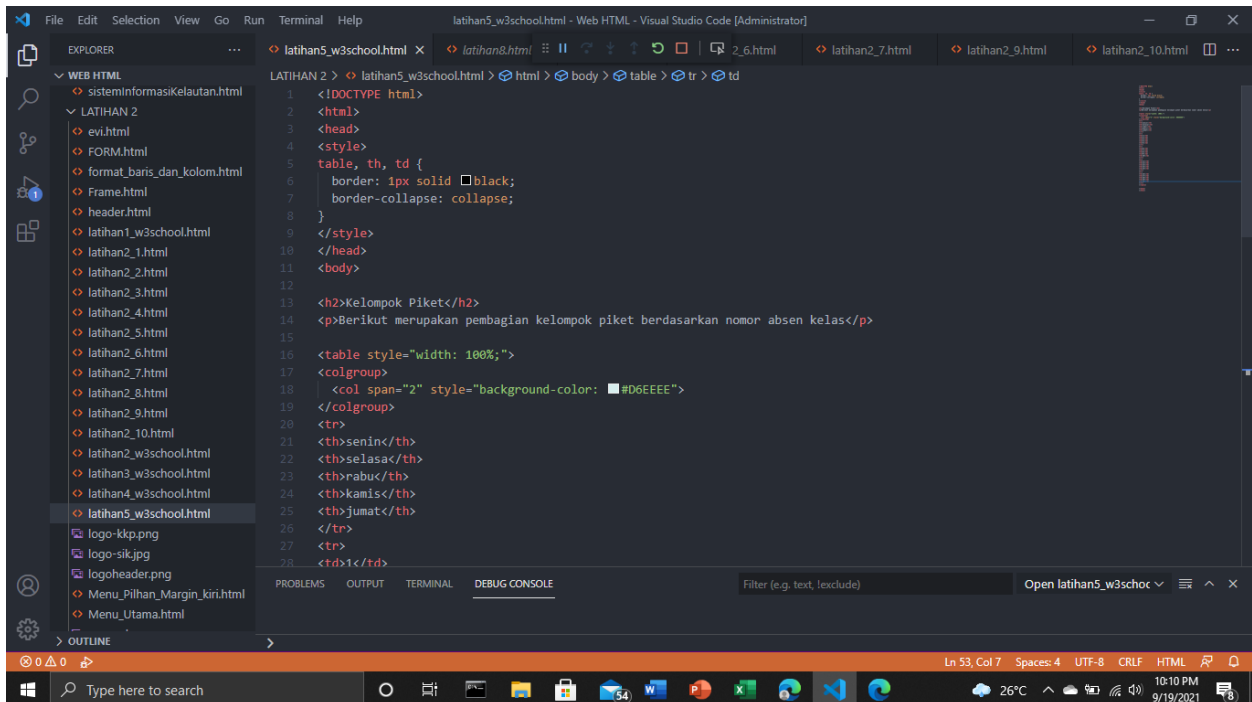 File Edit Selection View Go Run Terminal Help latihan5_w3school.html - Web HTML - Visual Studio Code [Administrator]
EXPLORER ··· latihan5_w3school.html latihan8.html 2_6.html latihan2_7.html latihan2_9.html latihan2_10.html ···
WEB HTML
sistemInformasiKelautan.html
LATIHAN 2
evi.html
FORM.html
format_baris_dan_kolom.html
Frame.html
header.html
latihan1_w3school.html
latihan2_1.html
latihan2_2.html
latihan2_3.html
latihan2_4.html
latihan2_5.html
latihan2_6.html
latihan2_7.html
latihan2_8.html
latihan2_9.html
latihan2_10.html
latihan2_w3school.html
latihan3_w3school.html
latihan4_w3school.html
latihan5_w3school.html
logo-kkp.png
logo-sik.jpg
logoheader.png
Menu_Pilhan_Margin_kiri.html
Menu_Utama.html
OUTLINE
1
LATIHAN 2 > latihan5_w3school.html > html > body > table > tr > td
1 <!DOCTYPE html>
2 <html>
3 <head>
4 <style>
5 table, th, td {
6 border: 1px solid black;
7 border-collapse: collapse;
8 }
9 </style>
10 </head>
11 <body>
12
13 <h2>Kelompok Piket</h2>
14 <p>Berikut merupakan pembagian kelompok piket berdasarkan nomor absen kelas</p>
15
16 <table style="width: 100%;">
17 <colgroup>
18 <col span="2" style="background-color: #D6EEEE">
19 </colgroup>
20 <tr>
21 <th>senin</th>
22 <th>selasa</th>
23 <th>rabu</th>
24 <th>kamis</th>
25 <th>jumat</th>
26 </tr>
27 <tr>
28 <td>1</td>
PROBLEMS OUTPUT TERMINAL DEBUG CONSOLE Filter (e.g. text, !exclude) Open latihan5_w3schoc
0 0 Ln 53, Col 7 Spaces: 4 UTF-8 CRLF HTML
Type here to search 54 26°C 10:10 PM
9/19/2021 8